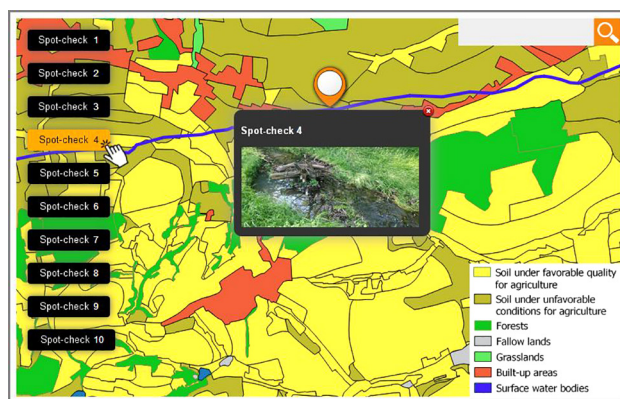 Spot-check 1
Spot-check 2
Spot-check 3
Spot-check 4
Spot-check 5
Spot-check 6
Spot-check 7
Spot-check 8
Spot-check 9
Spot-check 10
Spot-check 4
Soil under favorable quality
for agriculture
Soil under unfavorable
conditions for agriculture
Forests
Fallow lands
Grasslands
Built-up areas
Surface water bodies